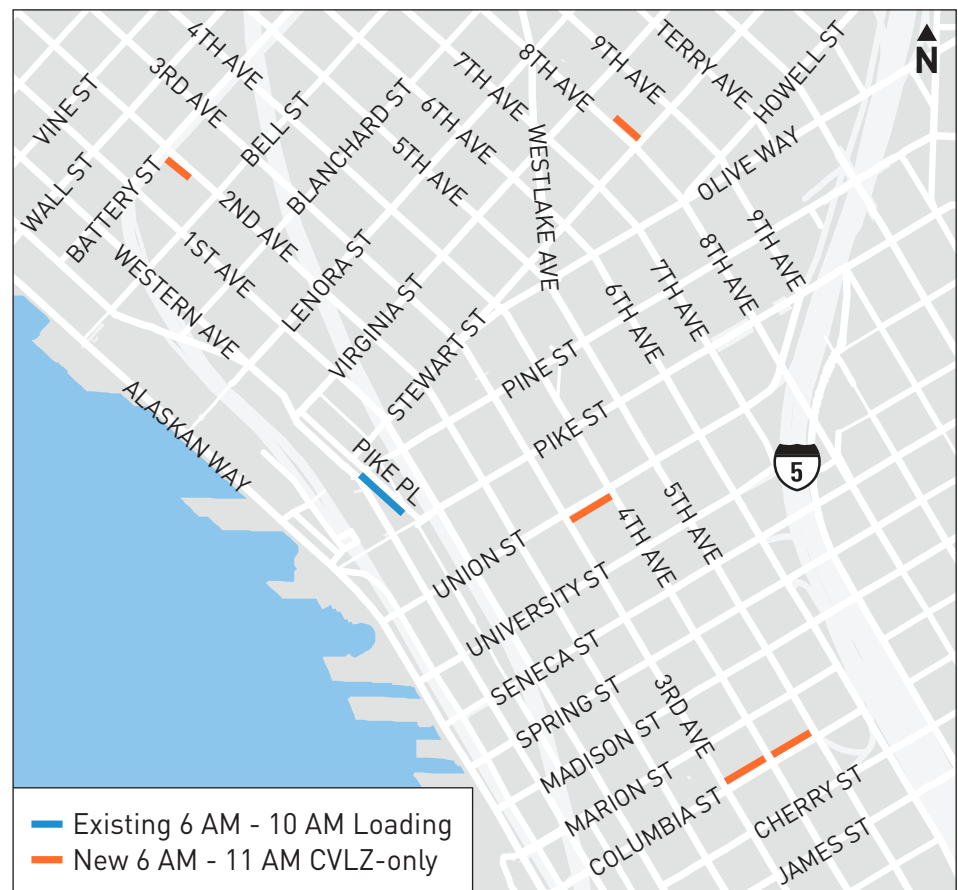 4TH AVE
3RD AVE
VINE ST
WALL ST
BATTERY ST
BELL ST
BLANCHARD ST
2ND AVE
1ST AVE
WESTERN AVE
LENORA ST
VIRGINIA ST
STEWART ST
6TH AVE
5TH AVE
7TH AVE
8TH AVE
9TH AVE
TERRY AVE
HOWELL ST
N
WESTLAKE AVE
OLIVE WAY
9TH AVE
8TH AVE
7TH AVE
6TH AVE
PINE ST
PIKE ST
ALASKAN WAY
PIKE PL
5
5TH AVE
4TH AVE
UNION ST
UNIVERSITY ST
SENECA ST
SPRING ST
3RD AVE
MADISON ST
MARION ST
COLUMBIA ST
CHERRY ST
JAMES ST
Existing 6 AM - 10 AM Loading
New 6 AM - 11 AM CVLZ-only